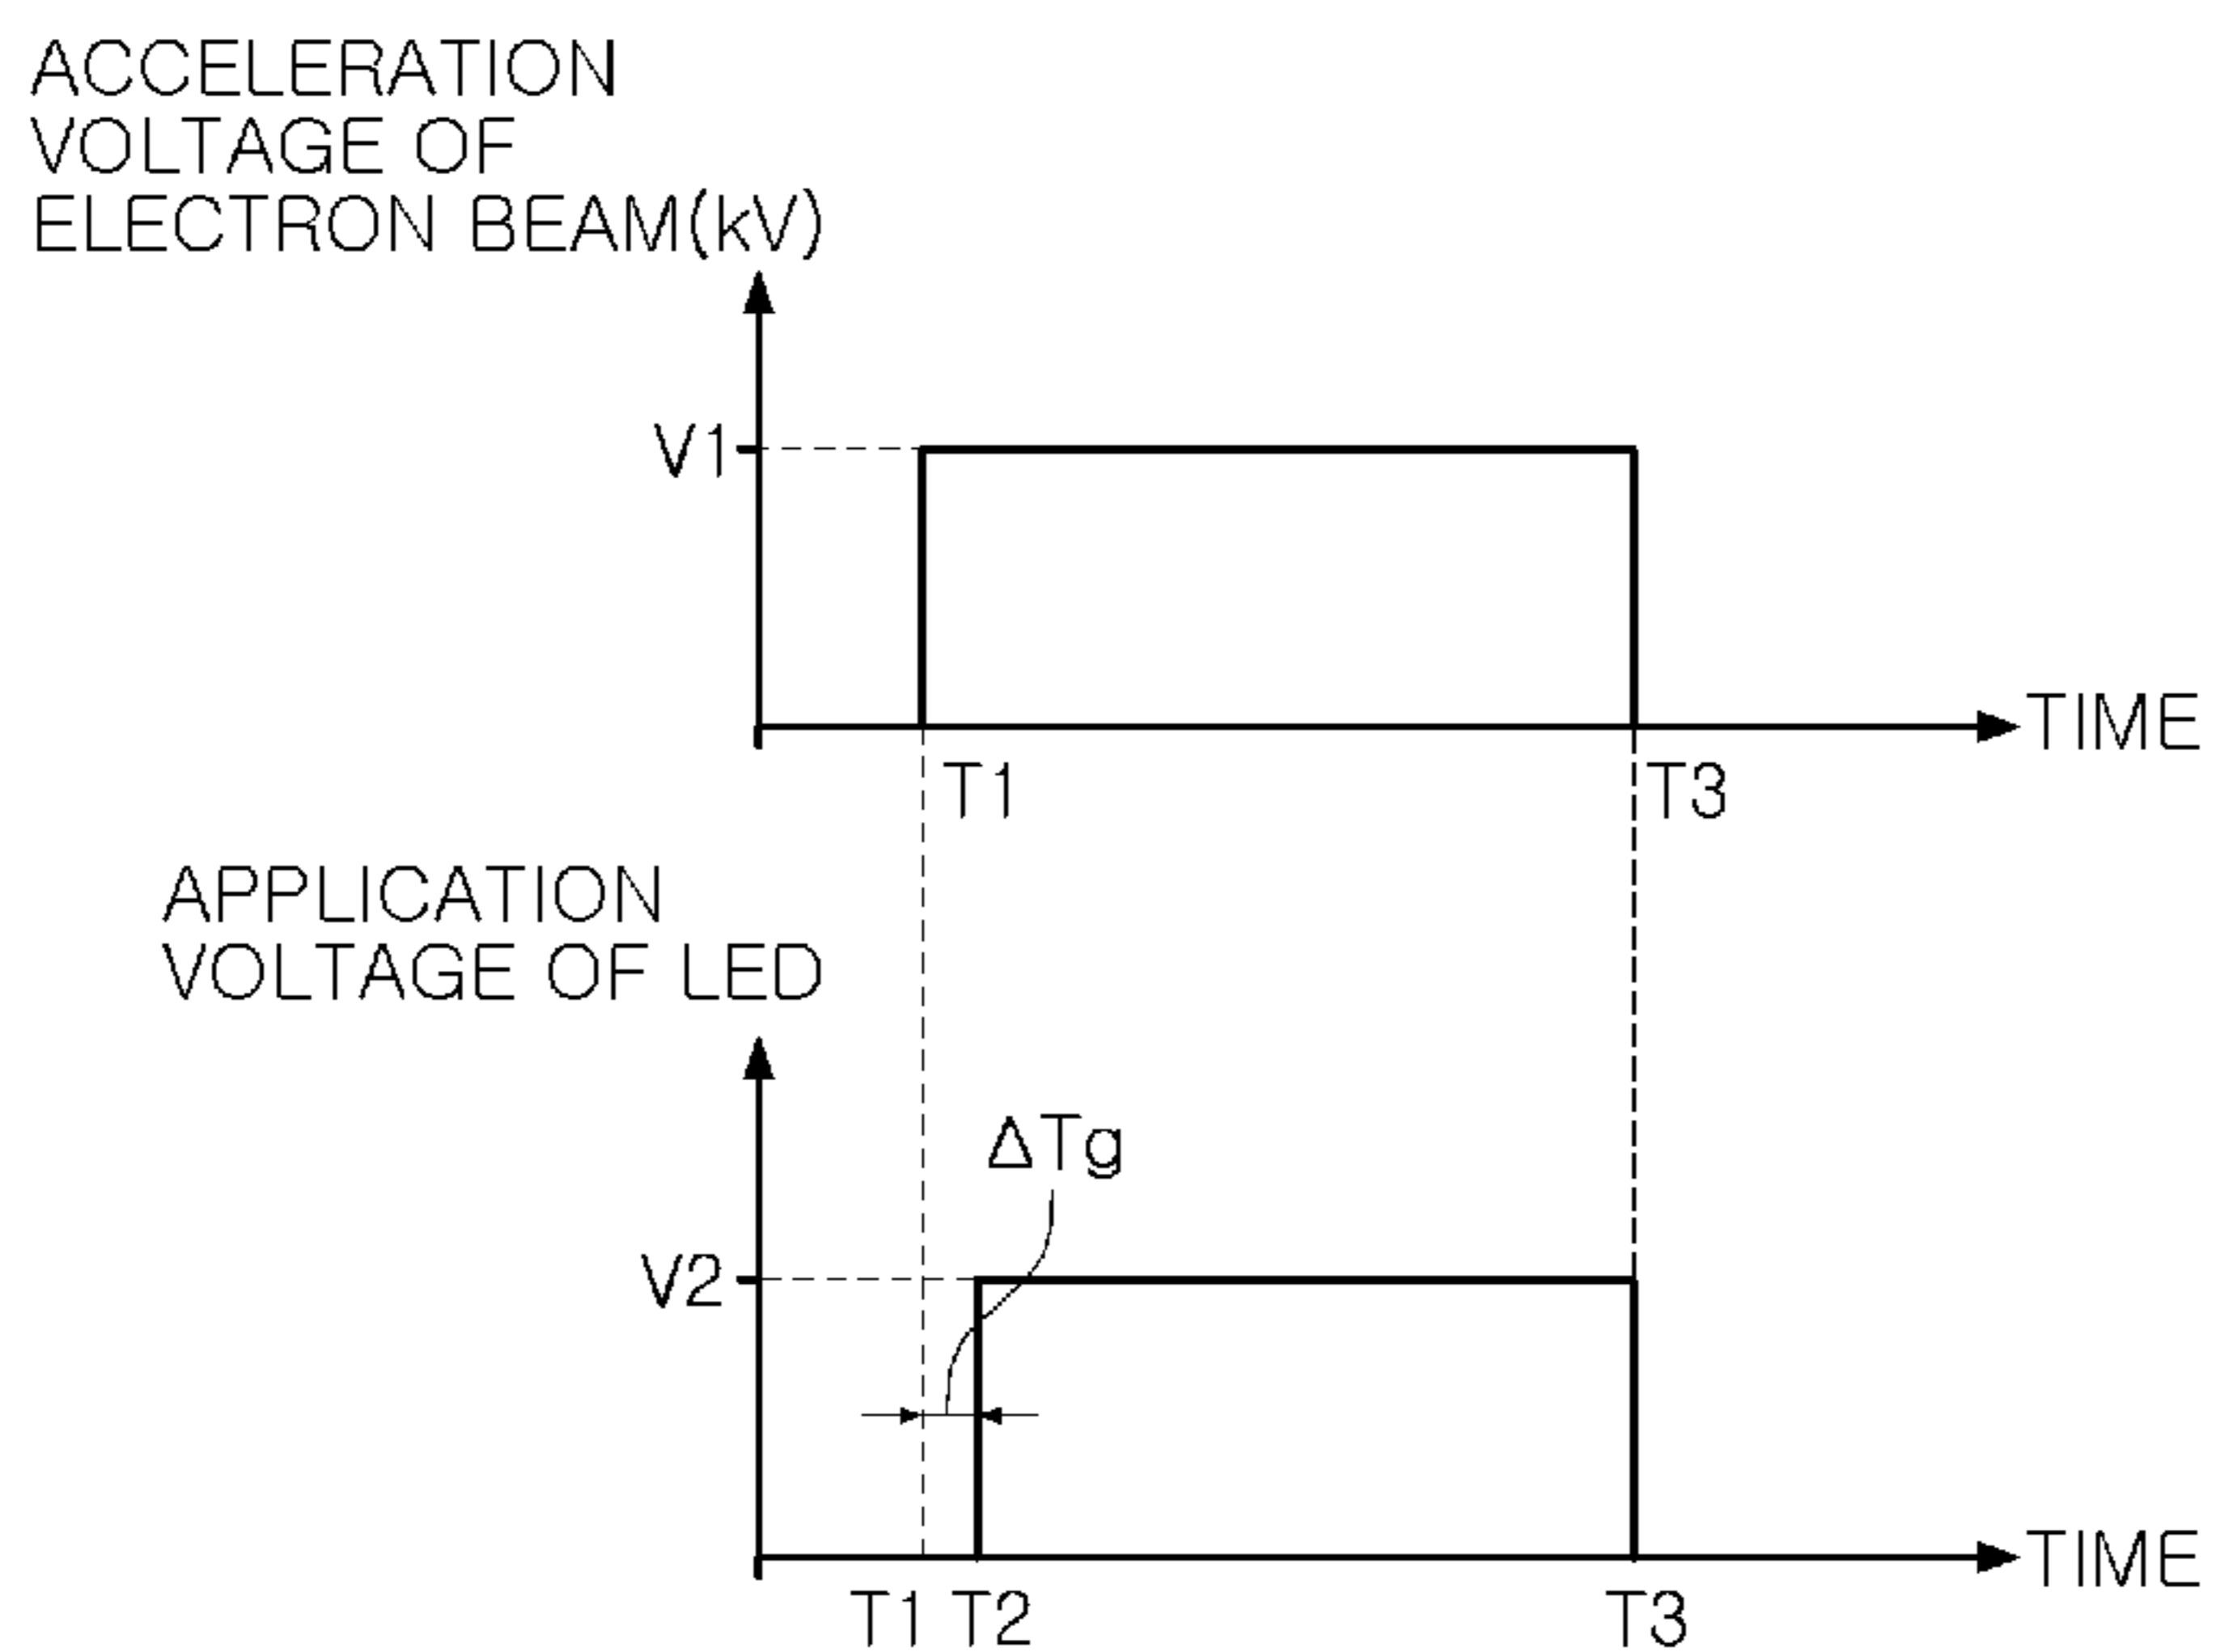 ACCELERATION
VOLTAGE OF
ELECTRON BEAM(kV)
V1
TIME
T1
T3
APPLICATION
VOLTAGE OF LED
ΔTg
V2
TIME
T1 T2
T3